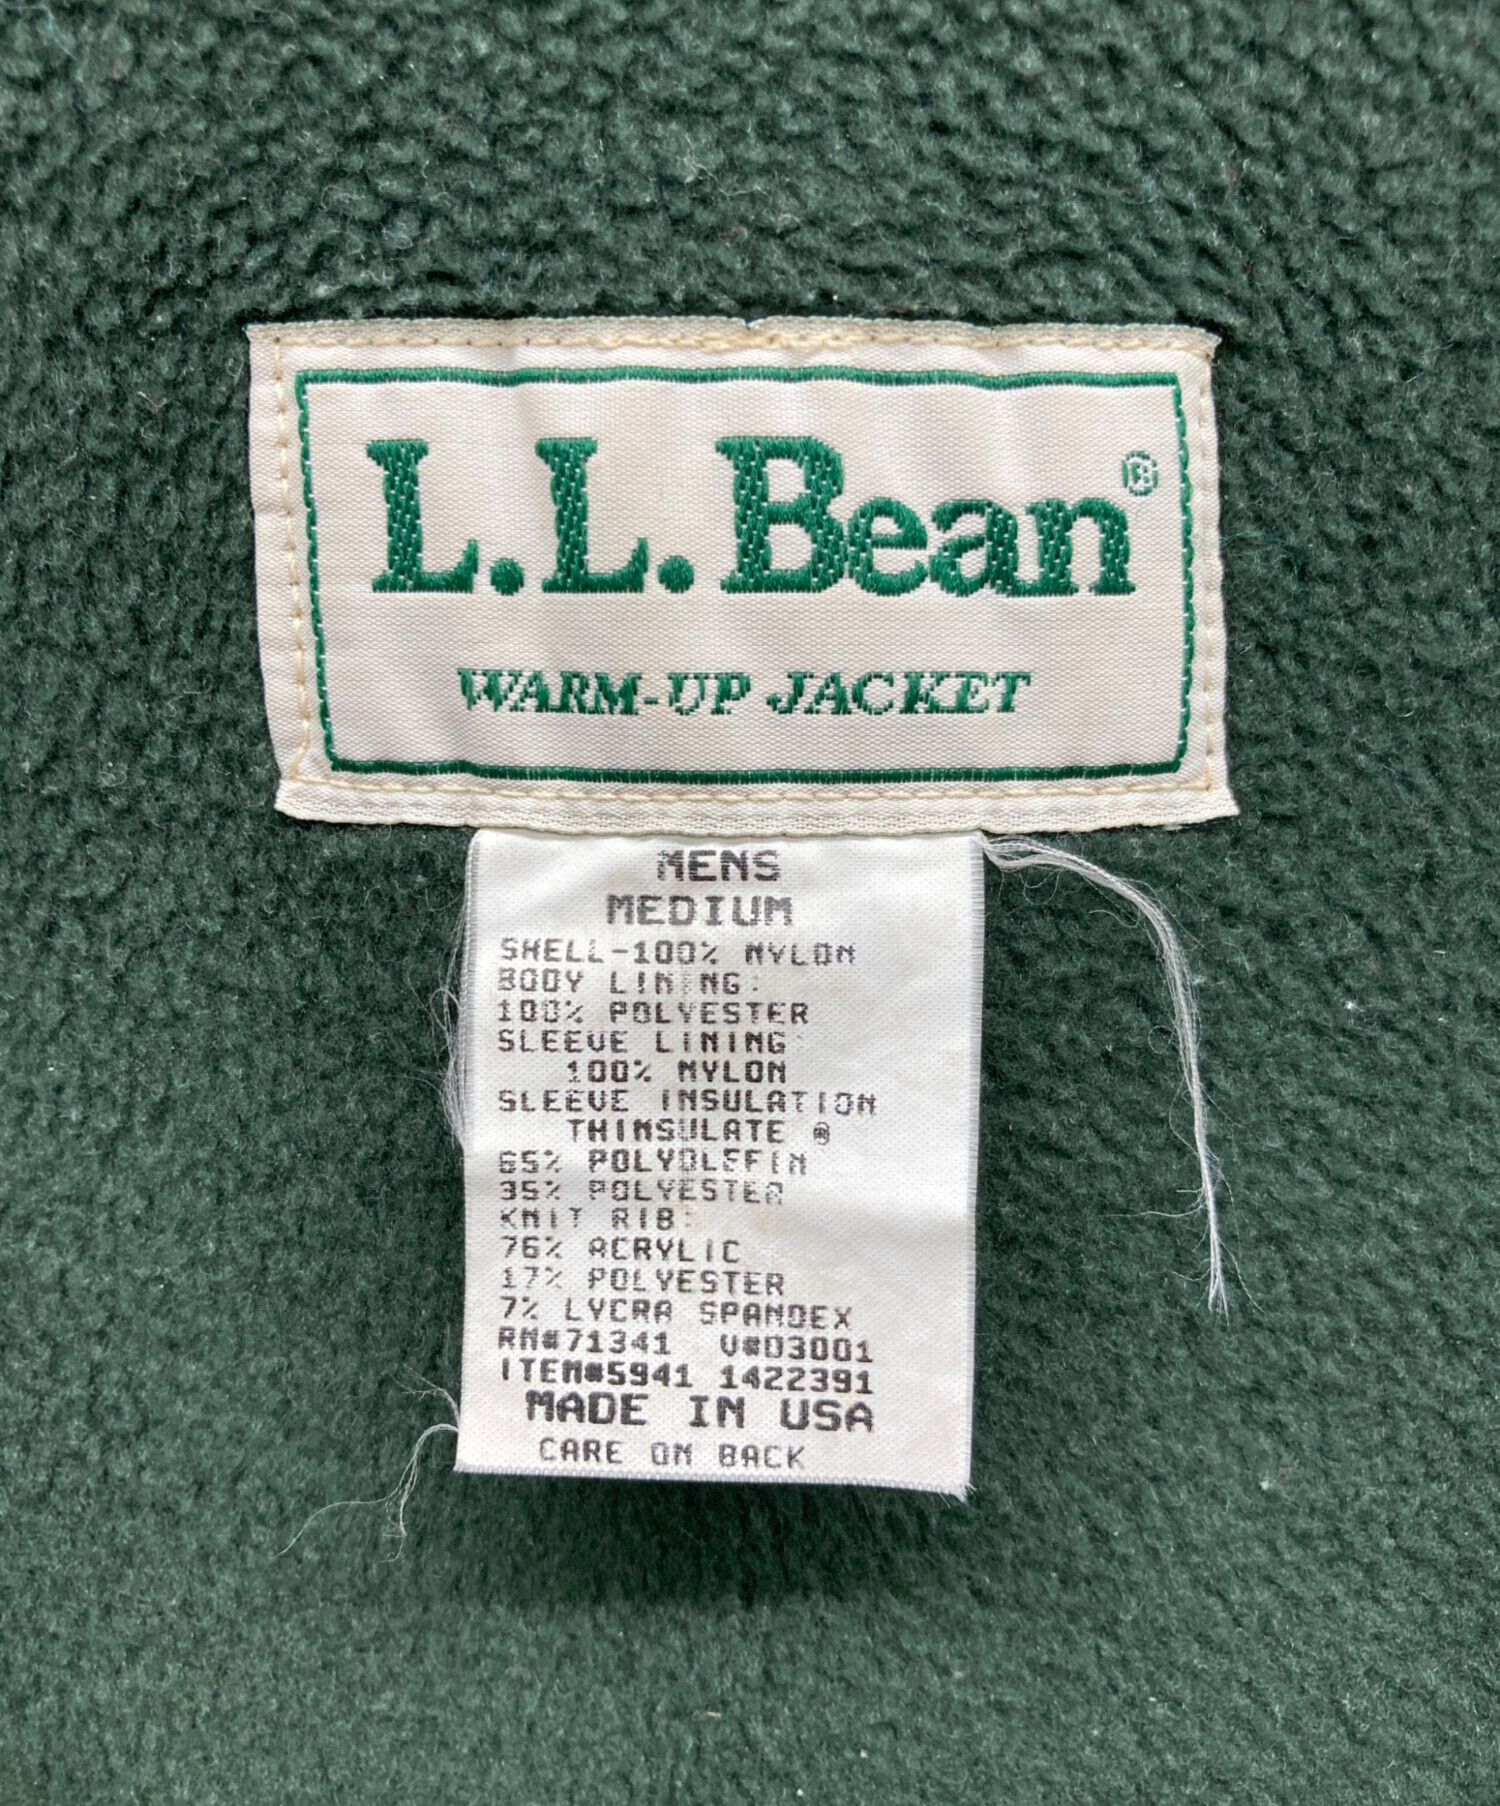 L.L.Bean®
WARM-UP JACKET
MENS
MEDIUM
SHELL-100% NYLON
BODY LINING:
100% POLYESTER
SLEEVE LINING:
100% NYLON
SLEEVE INSULATION
THINSULATE ®
65% POLYOLEFIN
35% POLYESTER
KNIT RIB:
76% ACRYLIC
17% POLYESTER
7% LYCRA SPANDEX
RN#71341 V#D3001
ITEM#5941 1422391
MADE IN USA
CARE ON BACK